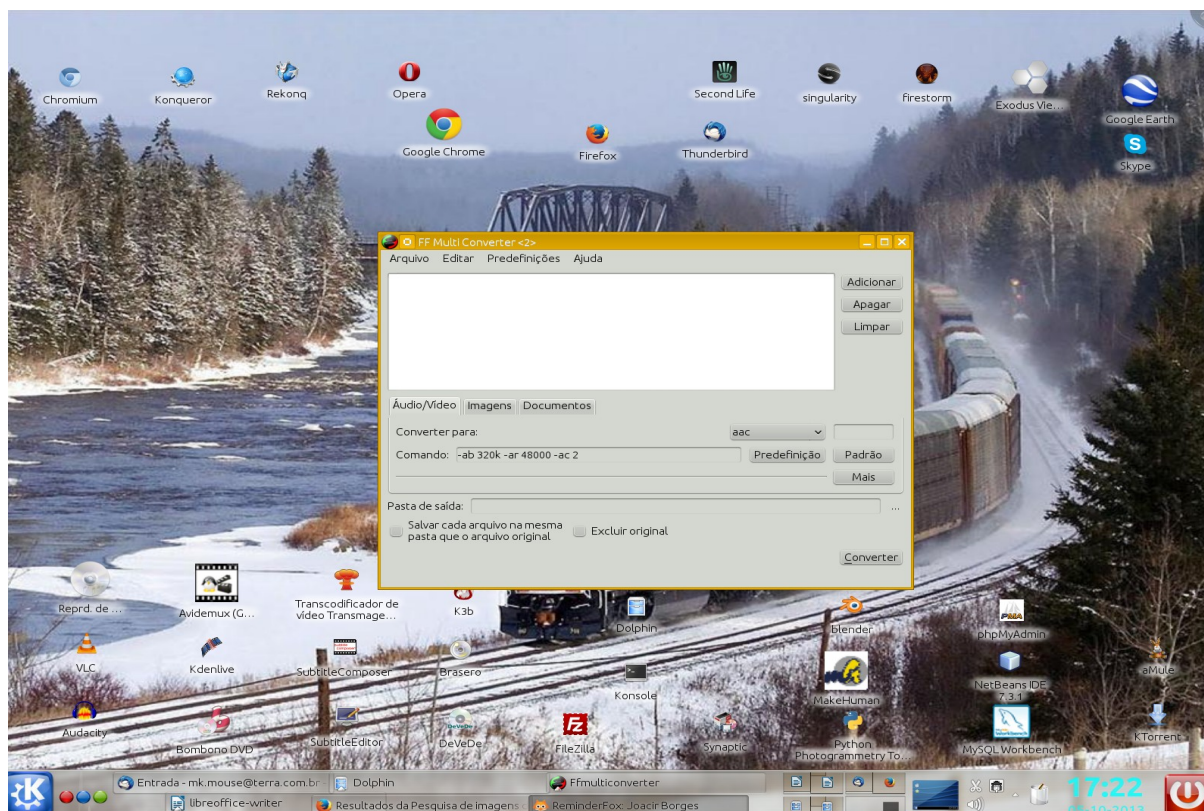 Chromium
Konqueror
Rekonq
Opera
Second Life
singularity
firestorm
Exodus Vie...
Google Earth
Google Chrome
Firefox
Thunderbird
Skype
FF Multi Converter <2>
Arquivo Editar Predefinições Ajuda
Adicionar
Apagar
Limpar
Áudio/Vídeo Imagens Documentos
Converter para: aac
Comando: -ab 320k -ar 48000 -ac 2 Predefinição Padrão
Mais
Pasta de saída: ...
Salvar cada arquivo na mesma
pasta que o arquivo original
Excluir original
Converter
Reprd. de ...
Avidemux (G...
Transcodificador de
vídeo Transmage...
K3b
Dolphin
blender
phpMyAdmin
VLC
Kdenlive
SubtitleComposer
Brasero
Konsole
MakeHuman
NetBeans IDE
7.3.1
aMule
Audacity
Bombono DVD
SubtitleEditor
DeVeDe
FileZilla
Synaptic
Python
Photogrammetry To...
MySQL Workbench
KTorrent
Entrada - mk.mouse@terra.com.br -
Dolphin
Ffmulticonverter
17:22
libreoffice-writer
Resultados da Pesquisa de imagens
ReminderFox: Joacir Borges